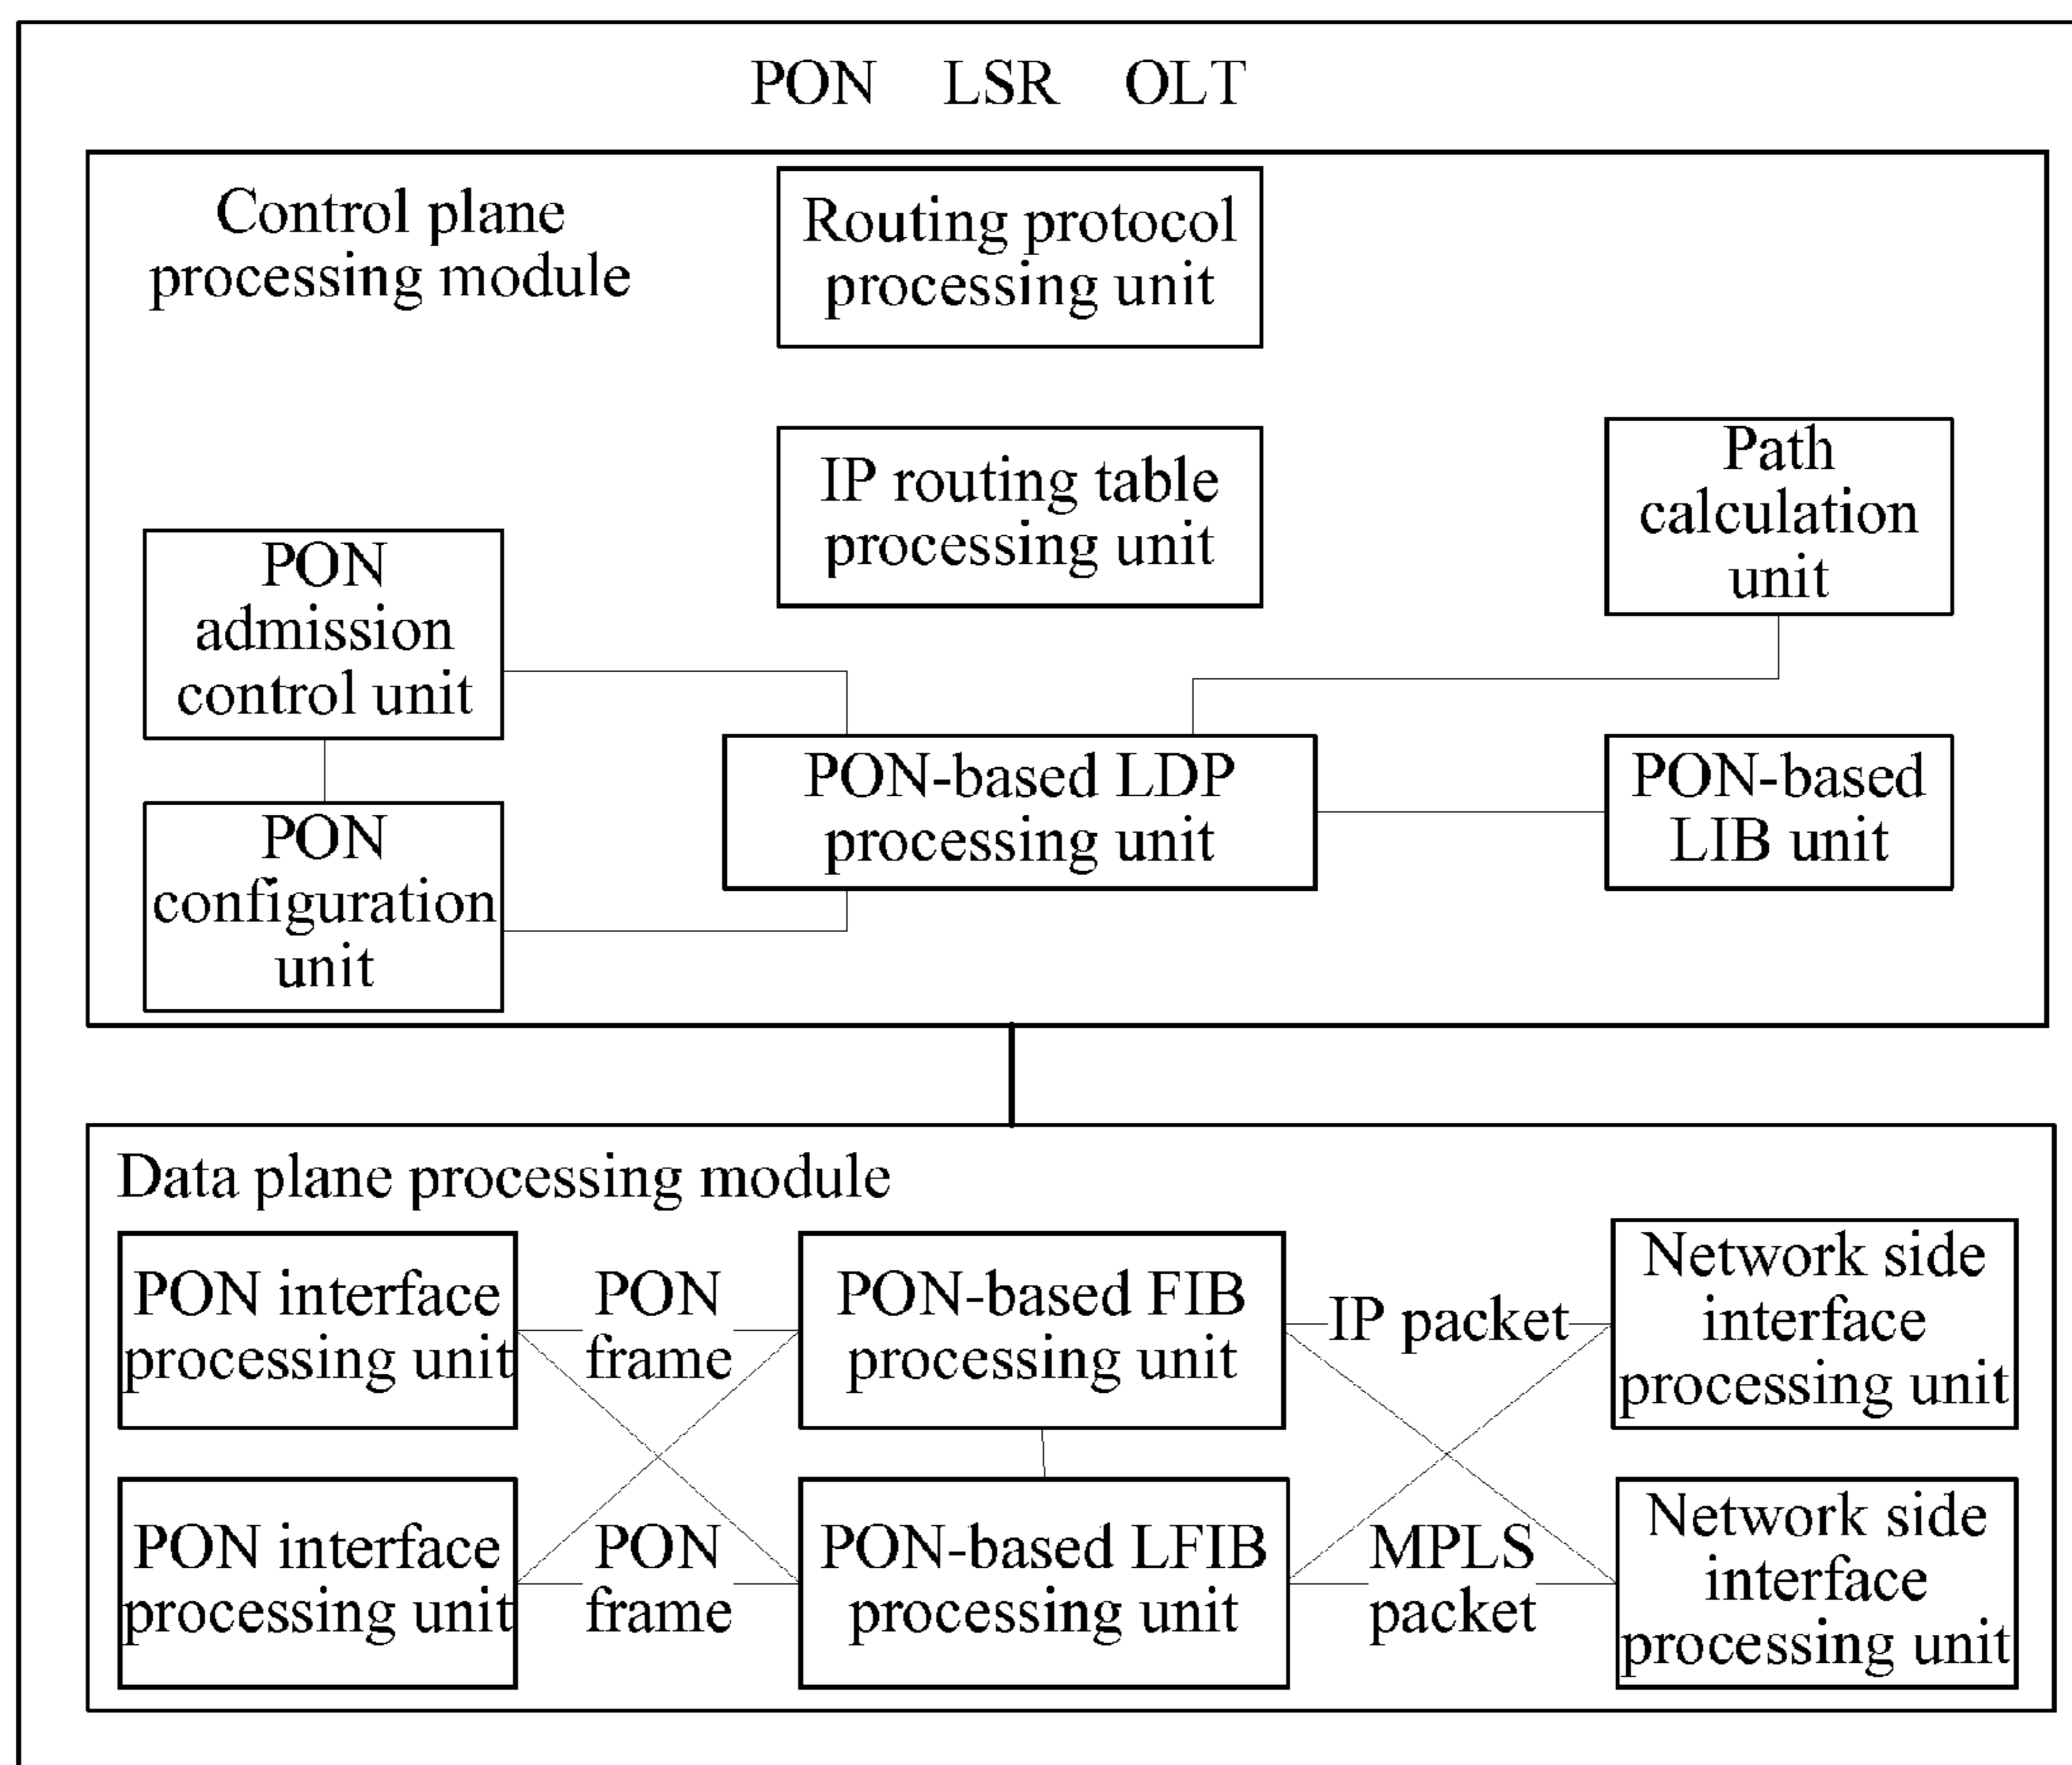 PON LSR OLT
Control plane
processing module
Routing protocol
processing unit
IP routing table
processing unit
Path
calculation
unit
PON
admission
control unit
PON-based LDP
processing unit
PON-based
LIB unit
PON
configuration
unit
Data plane processing module
PON interface
processing unit
PON
frame
PON-based FIB
processing unit
IP packet
Network side
interface
processing unit
PON interface
processing unit
PON
frame
PON-based LFIB
processing unit
MPLS
packet
Network side
interface
processing unit